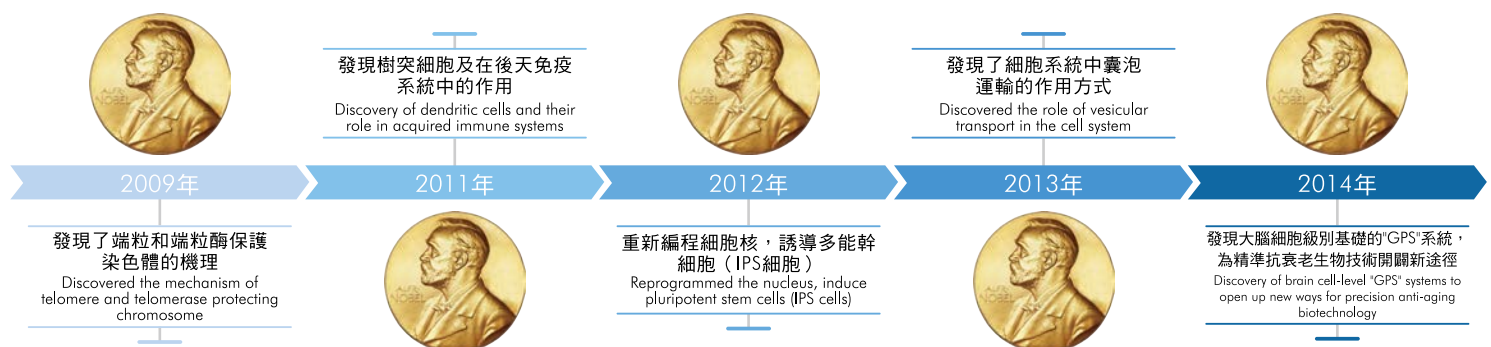 2009年
發現了端粒和端粒酶保護
染色體的機理
Discovered the mechanism of
telomere and telomerase protecting
chromosome
發現樹突細胞及在後天免疫
系統中的作用
Discovery of dendritic cells and their
role in acquired immune systems
2011年
2012年
重新編程細胞核，誘導多能幹
細胞（IPS細胞）
Reprogrammed the nucleus, induce
pluripotent stem cells (IPS cells)
發現了細胞系統中囊泡
運輸的作用方式
Discovered the role of vesicular
transport in the cell system
2013年
2014年
發現大腦細胞級別基礎的"GPS"系統，
為精準抗衰老生物技術開闢新途徑
Discovery of brain cell-level "GPS" systems to
open up new ways for precision anti-aging
biotechnology